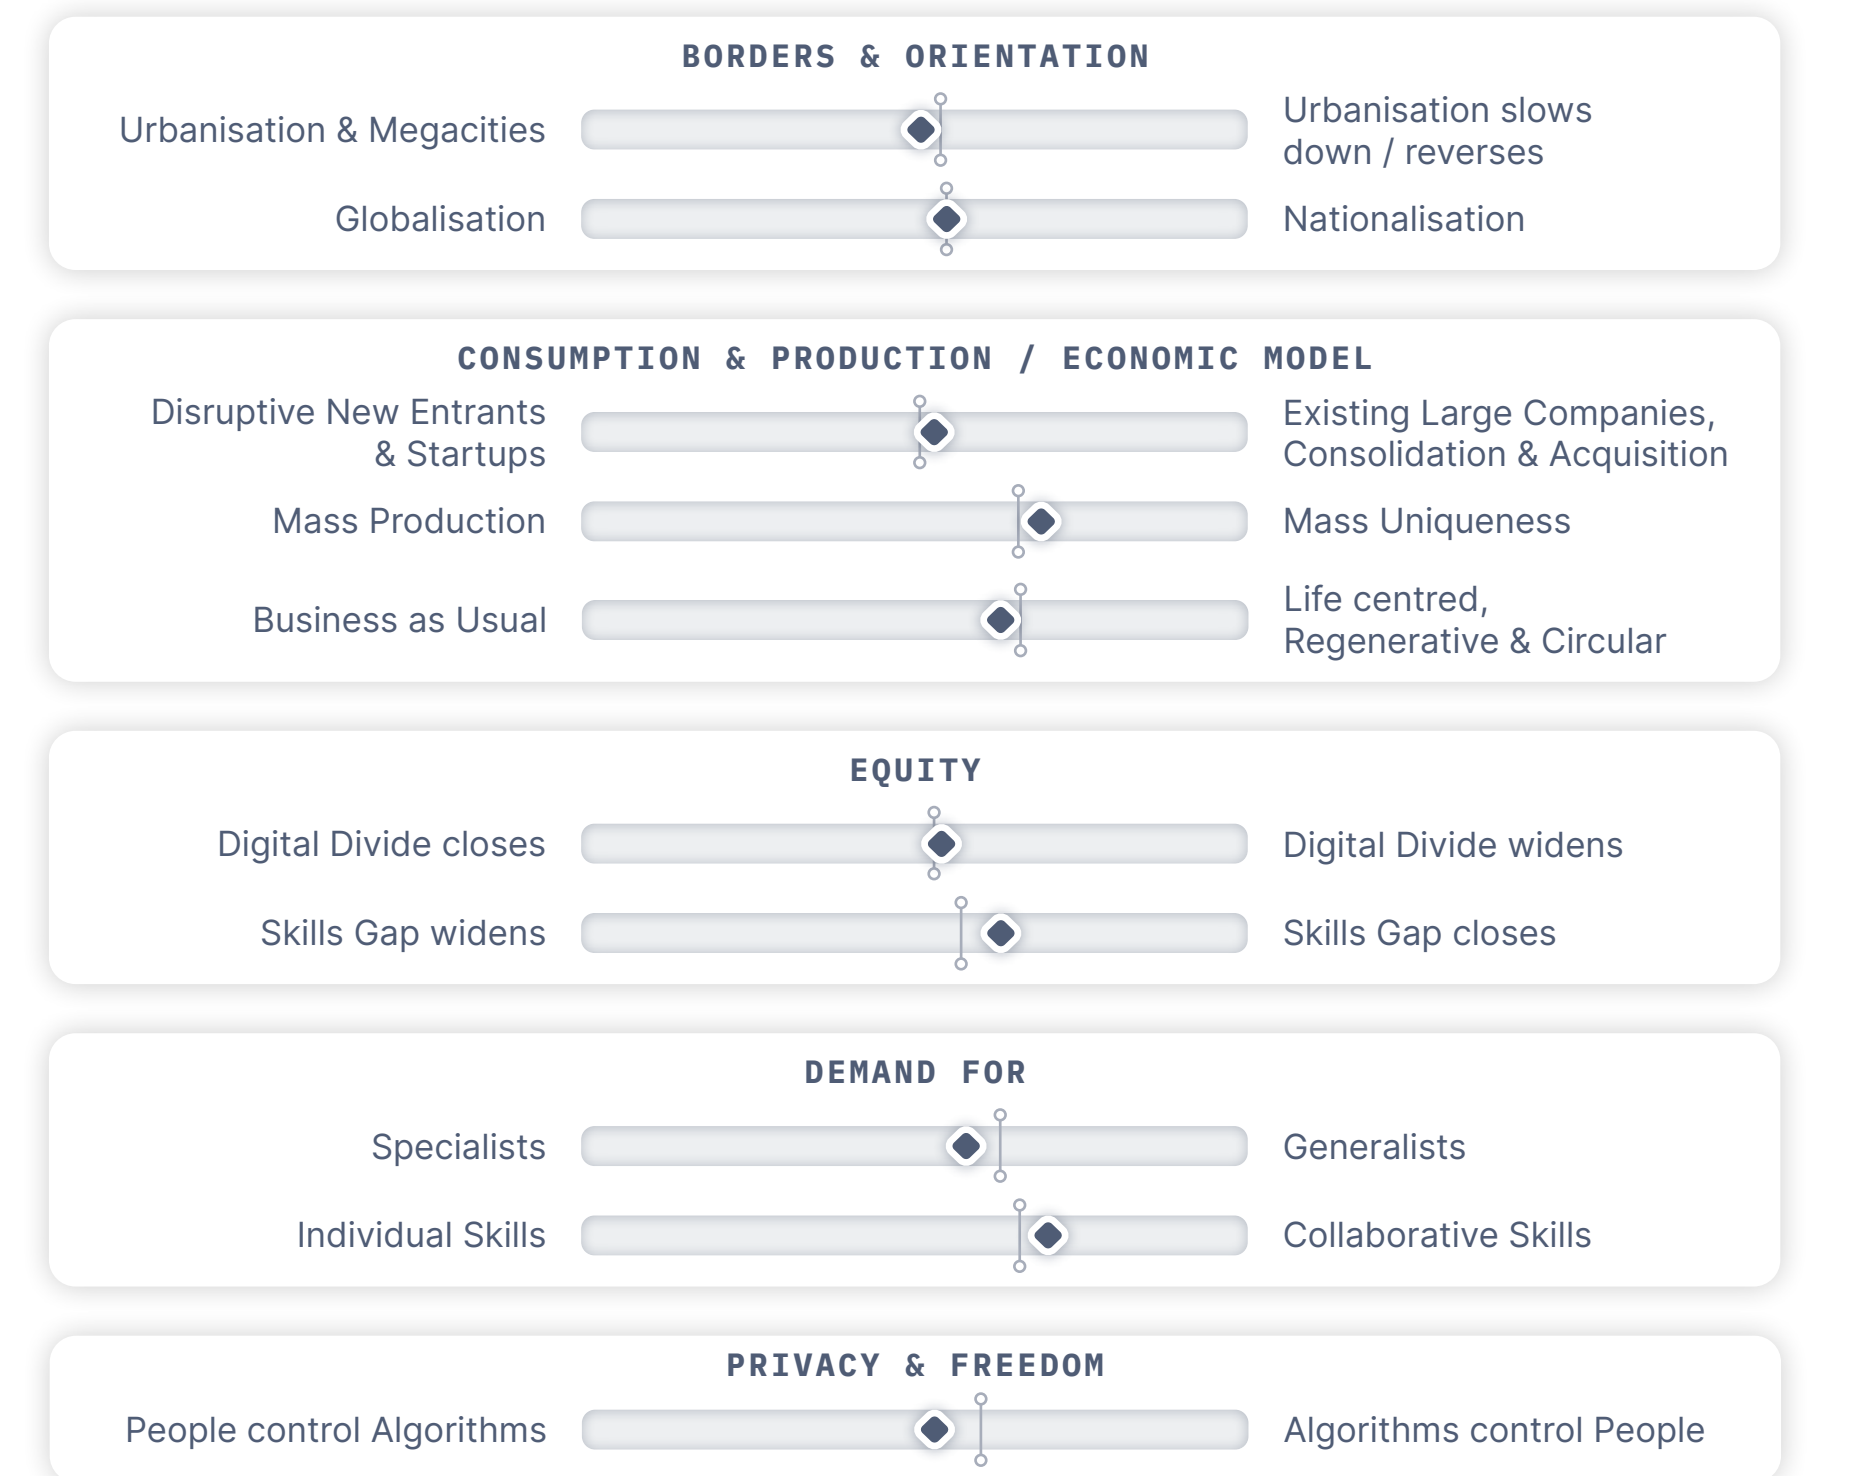 BORDERS & ORIENTATION
Urbanisation & Megacities
Urbanisation slows
down / reverses
Globalisation
Nationalisation
CONSUMPTION & PRODUCTION / ECONOMIC MODEL
Disruptive New Entrants
& Startups
Existing Large Companies,
Consolidation & Acquisition
Mass Production
Mass Uniqueness
Business as Usual
Life centred,
Regenerative & Circular
EQUITY
Digital Divide closes
Digital Divide widens
Skills Gap widens
Skills Gap closes
DEMAND FOR
Specialists
Generalists
Individual Skills
Collaborative Skills
PRIVACY & FREEDOM
People control Algorithms
Algorithms control People